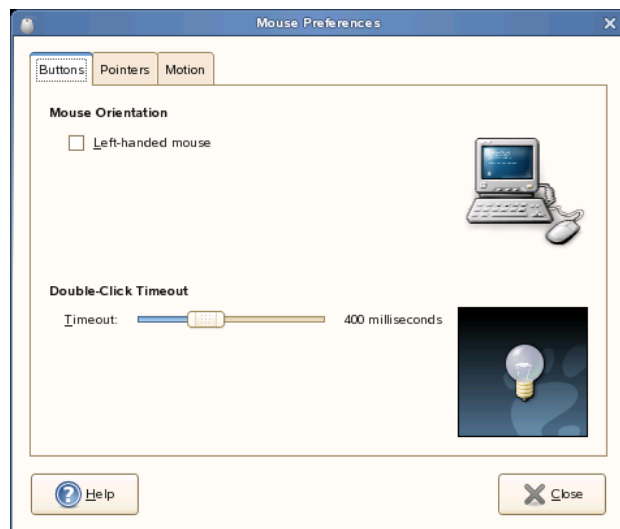 Mouse Preferences
Buttons Pointers Motion
Mouse Orientation
Left-handed mouse
Double-Click Timeout
Timeout: 400 milliseconds
Help Close